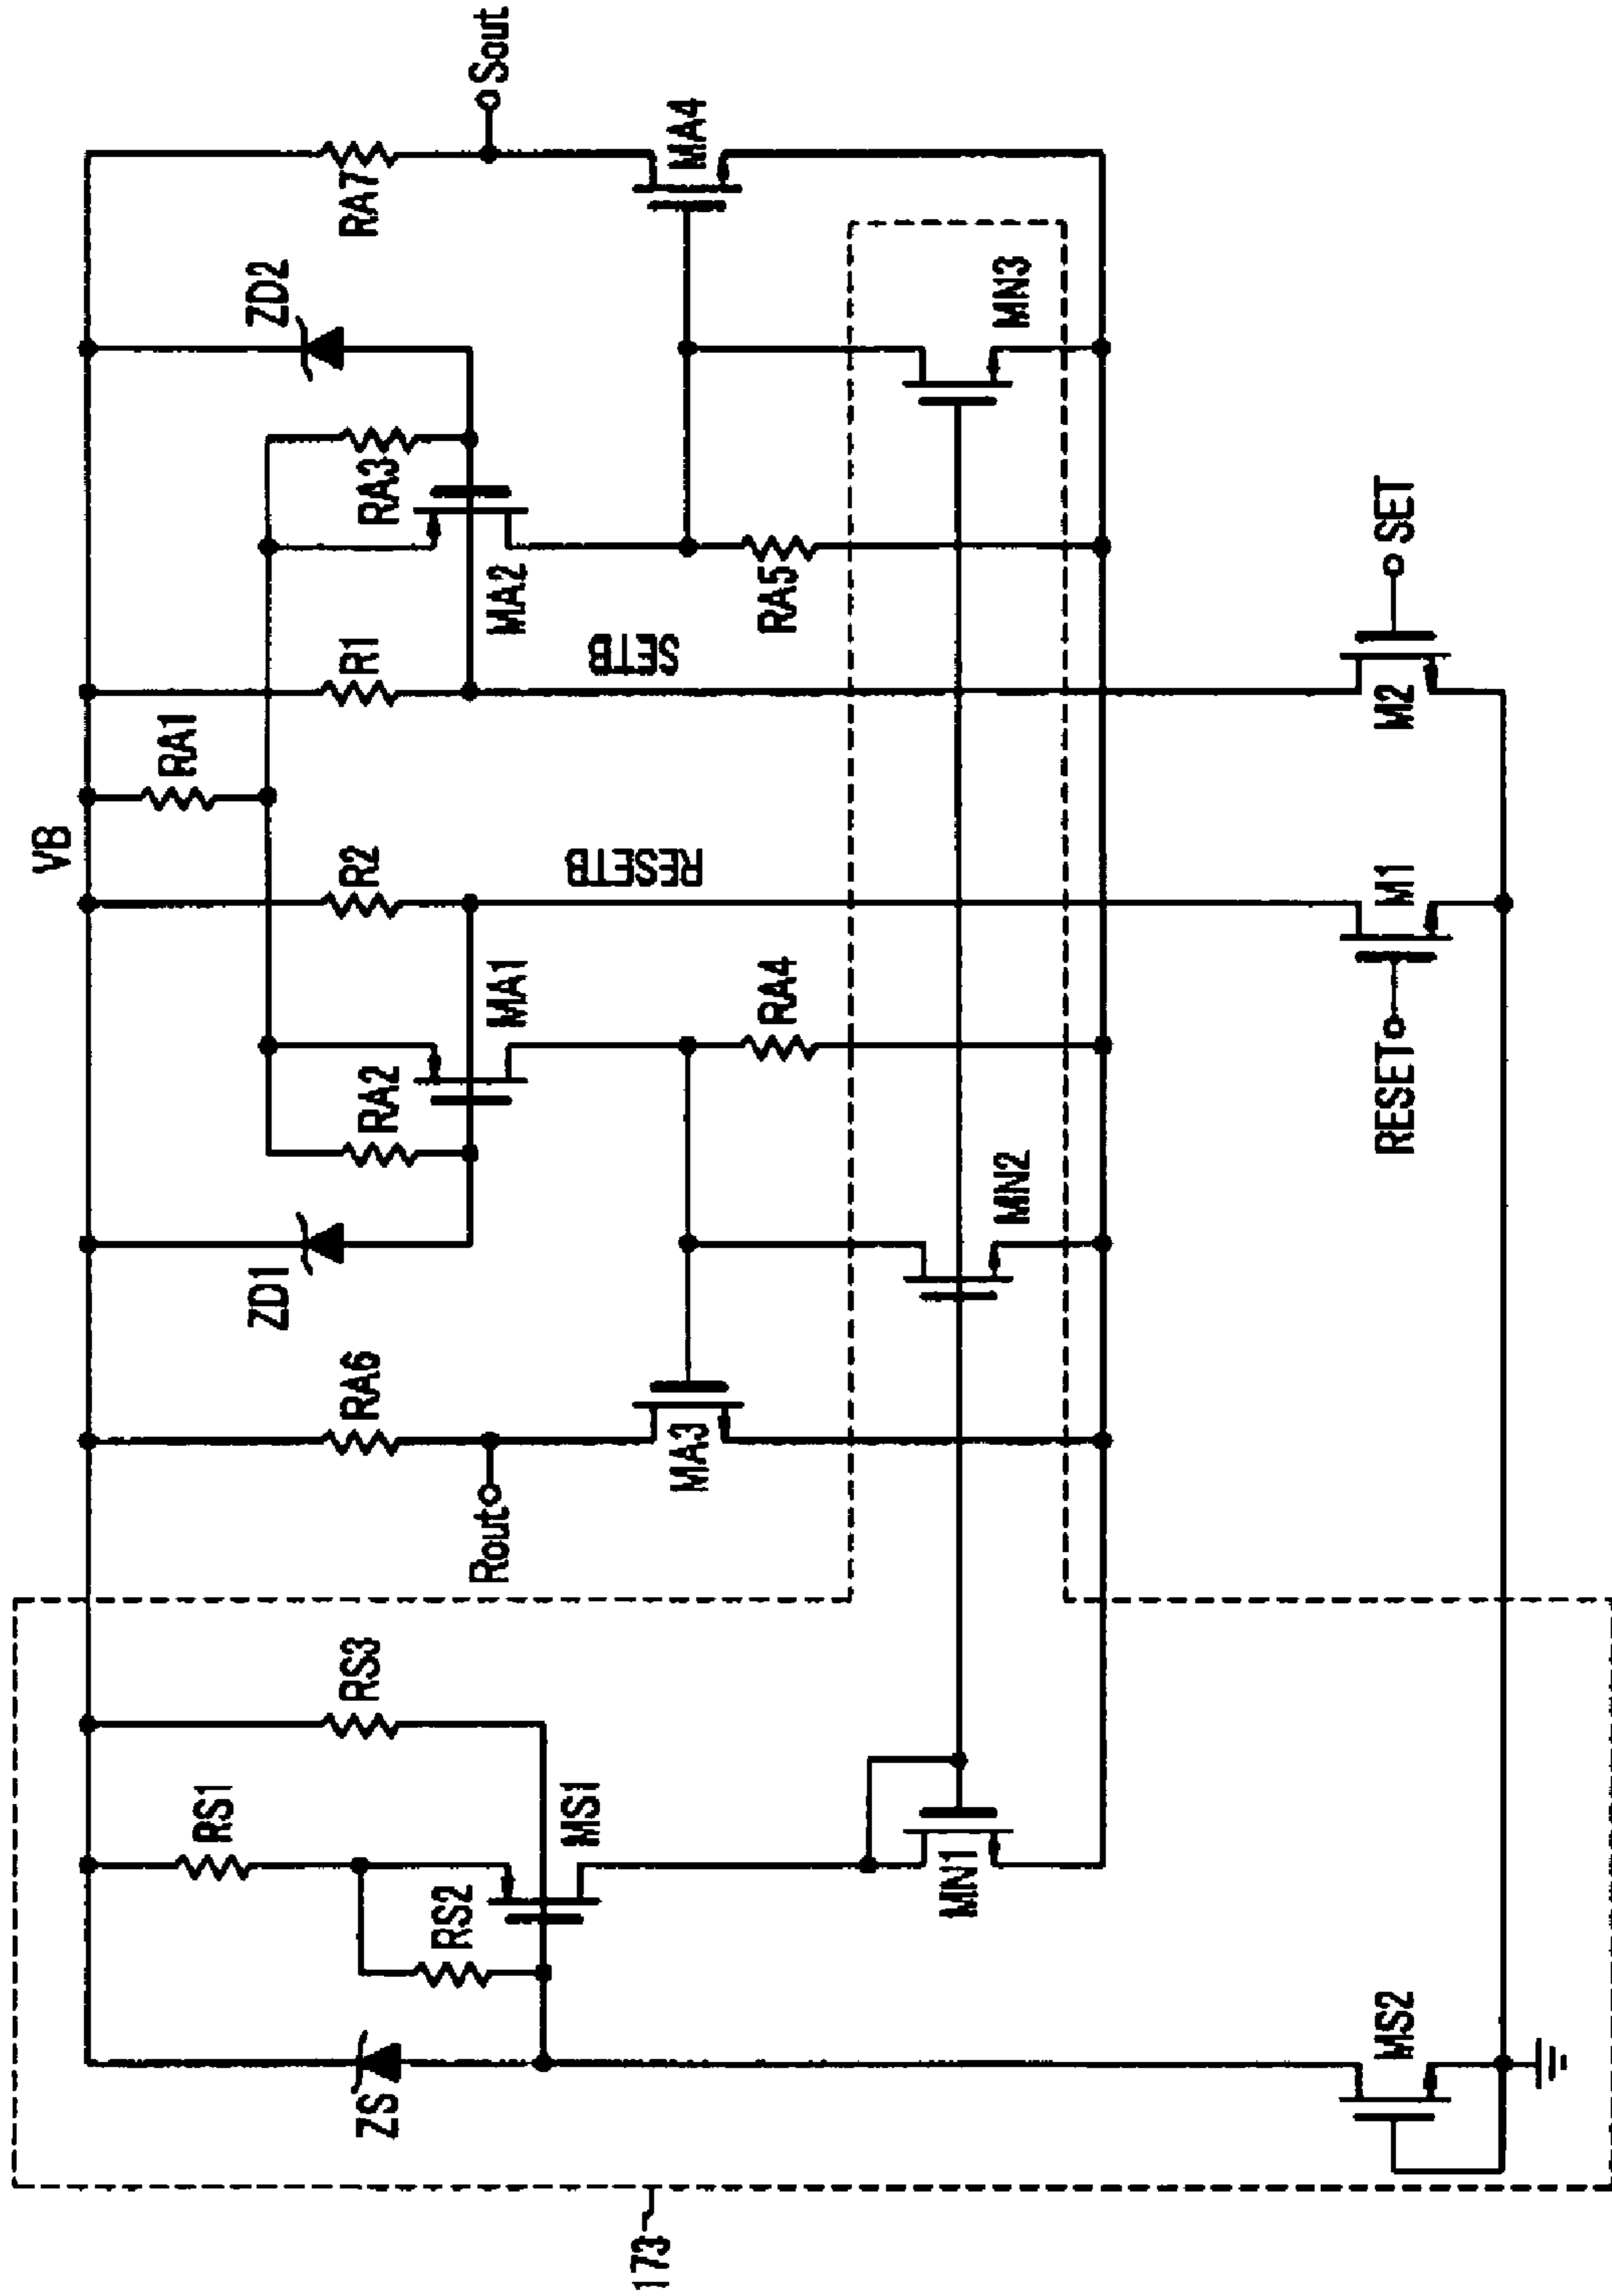 VB
RA1
R2
R1
ZD2
RA7
Sout
RA3
MA2
MA4
SETB
RESETB
RA5
MN3
MA1
RA2
RA4
ZD1
RA6
MN2
MA3
Rout
RS3
RS1
MS1
RS2
MN1
ZS
MS2
RESET
M1
M2
SET
173